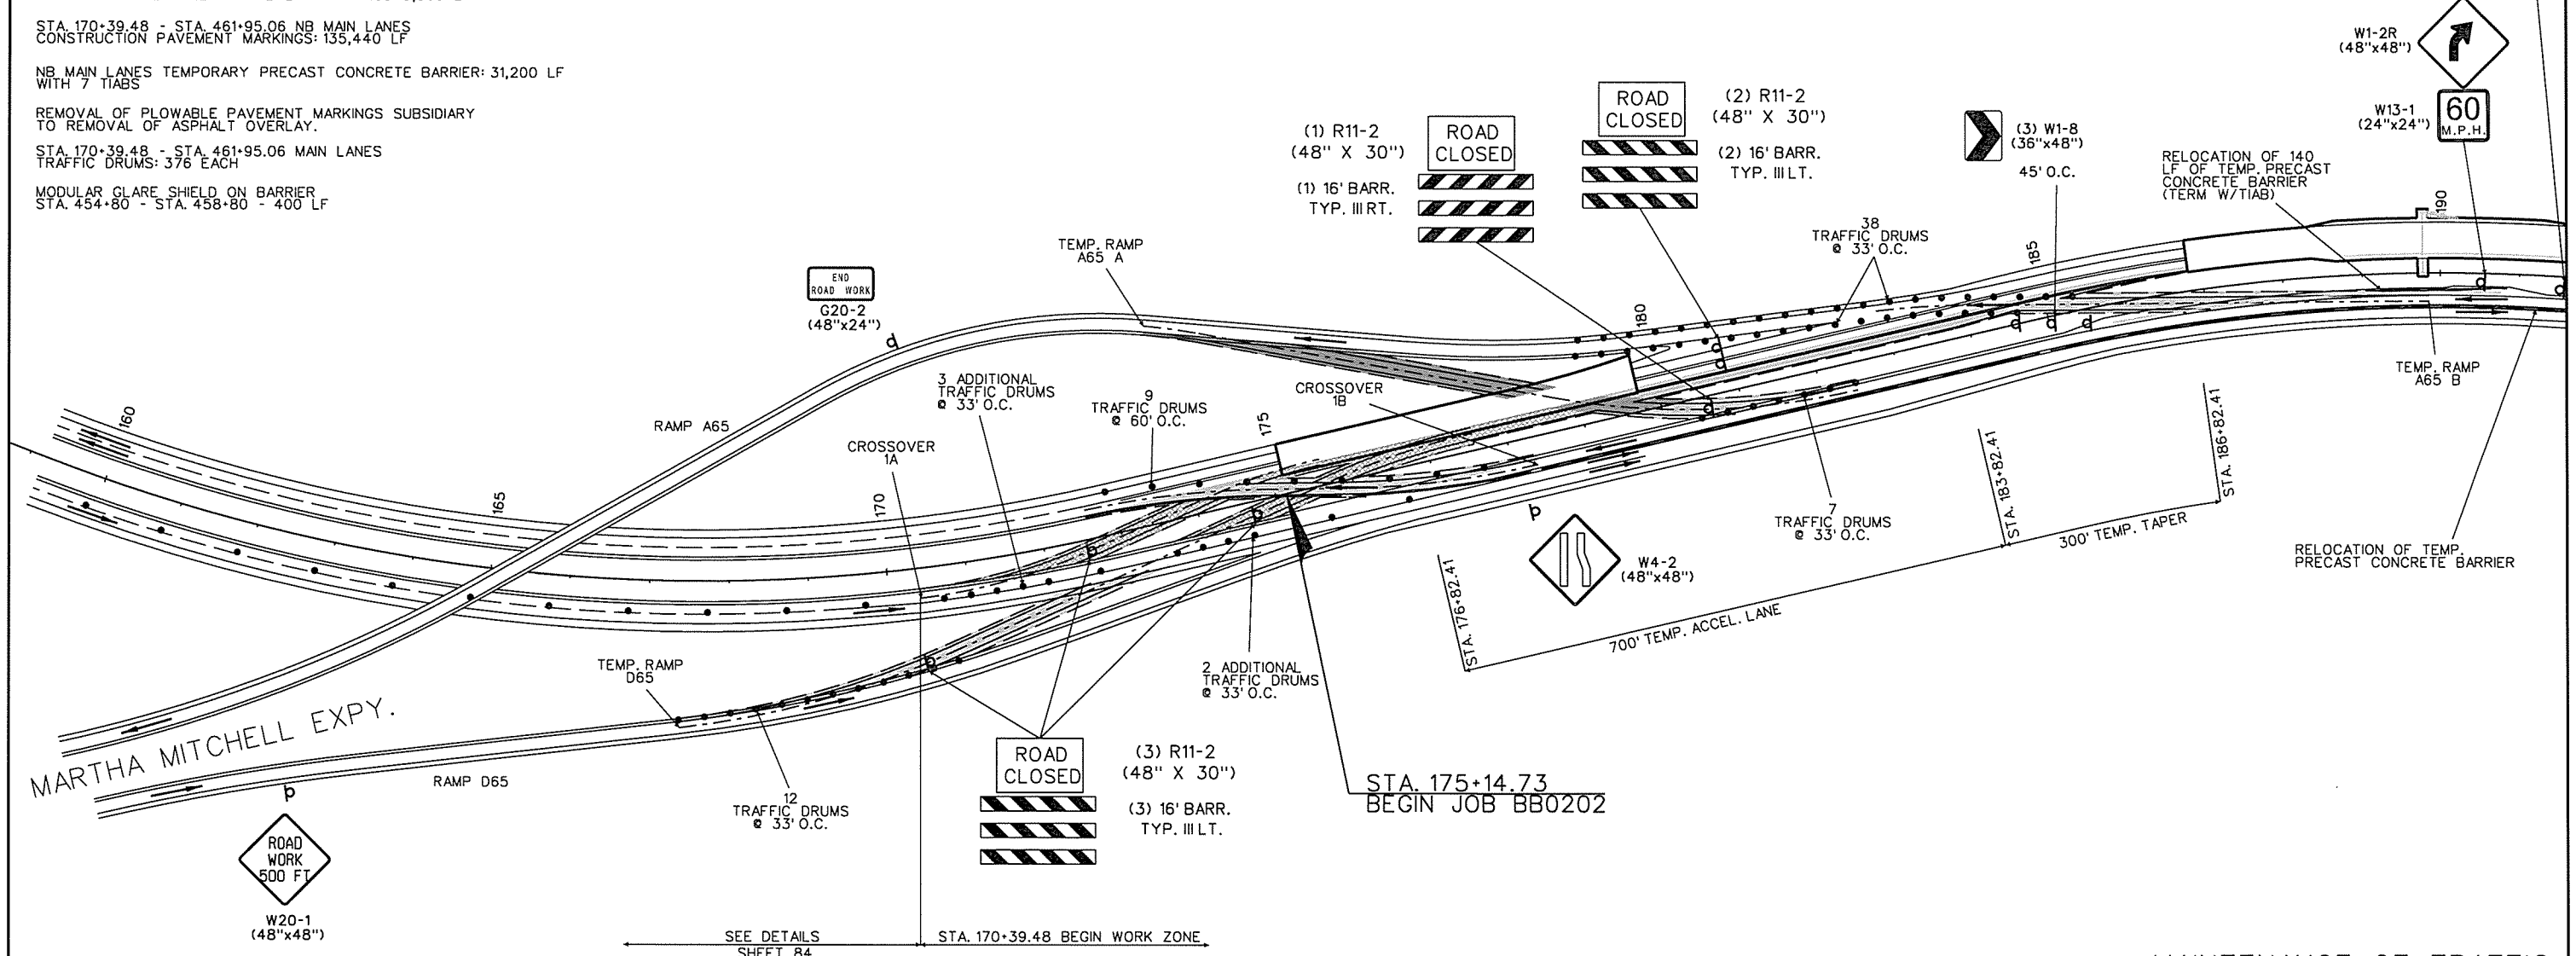 STA. 170+39.48 - STA. 461+95.06 NB MAIN LANES
CONSTRUCTION PAVEMENT MARKINGS: 135,440 LF
NB MAIN LANES TEMPORARY PRECAST CONCRETE BARRIER: 31,200 LF
WITH 7 TIABS
REMOVAL OF PLOWABLE PAVEMENT MARKINGS SUBSIDIARY
TO REMOVAL OF ASPHALT OVERLAY.
STA. 170+39.48 - STA. 461+95.06 MAIN LANES
TRAFFIC DRUMS: 376 EACH
MODULAR GLARE SHIELD ON BARRIER
STA. 454+80 - STA. 458+80 - 400 LF
W1-2R
(48"x48")
W13-1
(24"x24")
60
M.P.H.
(1) R11-2
(48" X 30")
(1) 16' BARR.
TYP. III RT.
ROAD
CLOSED
ROAD
CLOSED
(2) R11-2
(48" X 30")
(2) 16' BARR.
TYP. III LT.
(3) W1-8
(36"x48")
45' O.C.
RELOCATION OF 140
LF OF TEMP. PRECAST
CONCRETE BARRIER
(TERM W/TIAB)
190
38
TRAFFIC DRUMS
@ 33' O.C.
185
180
TEMP. RAMP
A65 A
END
ROAD WORK
G20-2
(48"x24")
3 ADDITIONAL
TRAFFIC DRUMS
@ 33' O.C.
9
TRAFFIC DRUMS
@ 60' O.C.
CROSSOVER
1B
175
TEMP. RAMP
A65 B
160
RAMP A65
CROSSOVER
1A
165
170
7
TRAFFIC DRUMS
@ 33' O.C.
STA. 176+82.41
STA. 183+82.41
STA. 186+82.41
300' TEMP. TAPER
700' TEMP. ACCEL. LANE
RELOCATION OF TEMP.
PRECAST CONCRETE BARRIER
W4-2
(48"x48")
TEMP. RAMP
D65
2 ADDITIONAL
TRAFFIC DRUMS
@ 33' O.C.
MARTHA MITCHELL EXPY.
RAMP D65
12
TRAFFIC DRUMS
@ 33' O.C.
ROAD
CLOSED
(3) R11-2
(48" X 30")
(3) 16' BARR.
TYP. III LT.
STA. 175+14.73
BEGIN JOB BB0202
ROAD
WORK
500 FT
W20-1
(48"x48")
SEE DETAILS
SHEET 84
STA. 170+39.48 BEGIN WORK ZONE